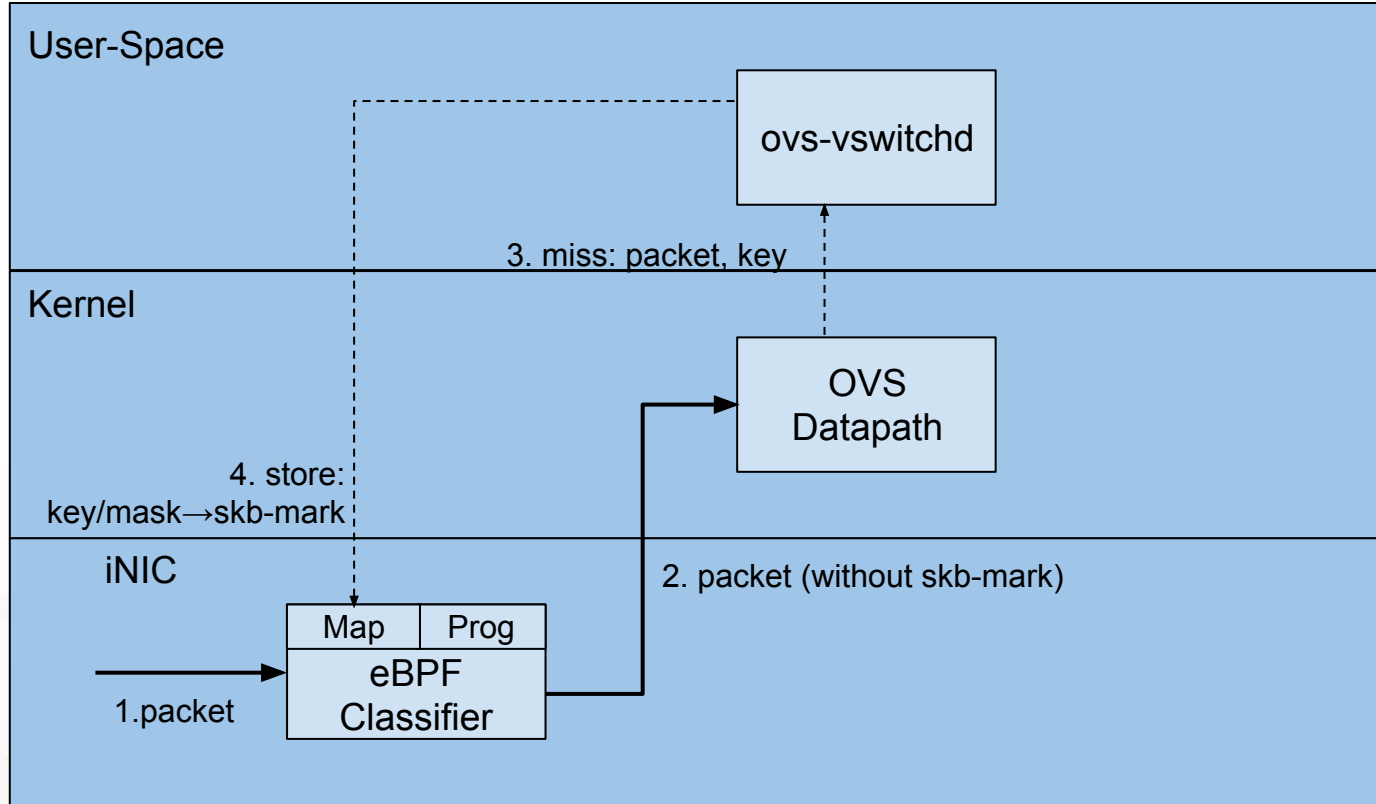 User-Space
ovs-vswitchd
3. miss: packet, key
Kernel
OVS
Datapath
4. store:
key/mask→skb-mark
iNIC
2. packet (without skb-mark)
Map
Prog
eBPF
Classifier
1.packet